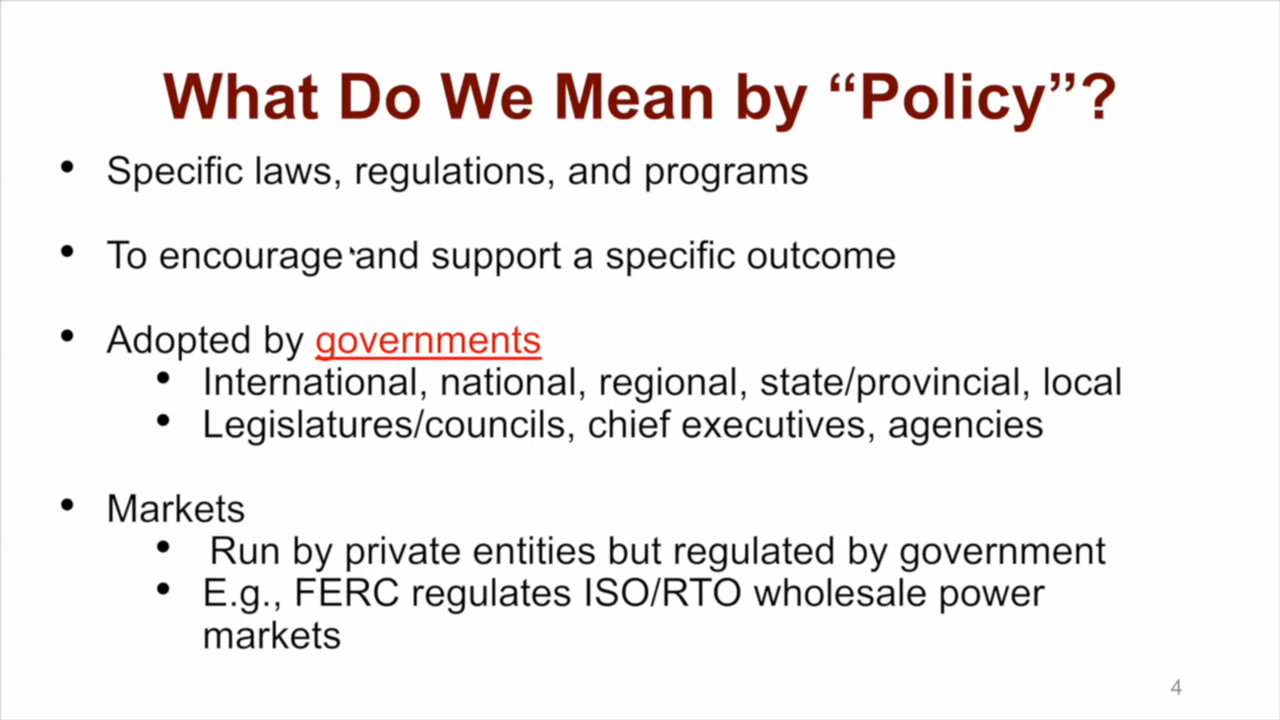 What Do We Mean by “Policy”?
• Specific laws, regulations, and programs
• To encourage and support a specific outcome
• Adopted by governments
• International, national, regional, state/provincial, local
• Legislatures/councils, chief executives, agencies
• Markets
• Run by private entities but regulated by government
• E.g., FERC regulates ISO/RTO wholesale power
markets
4